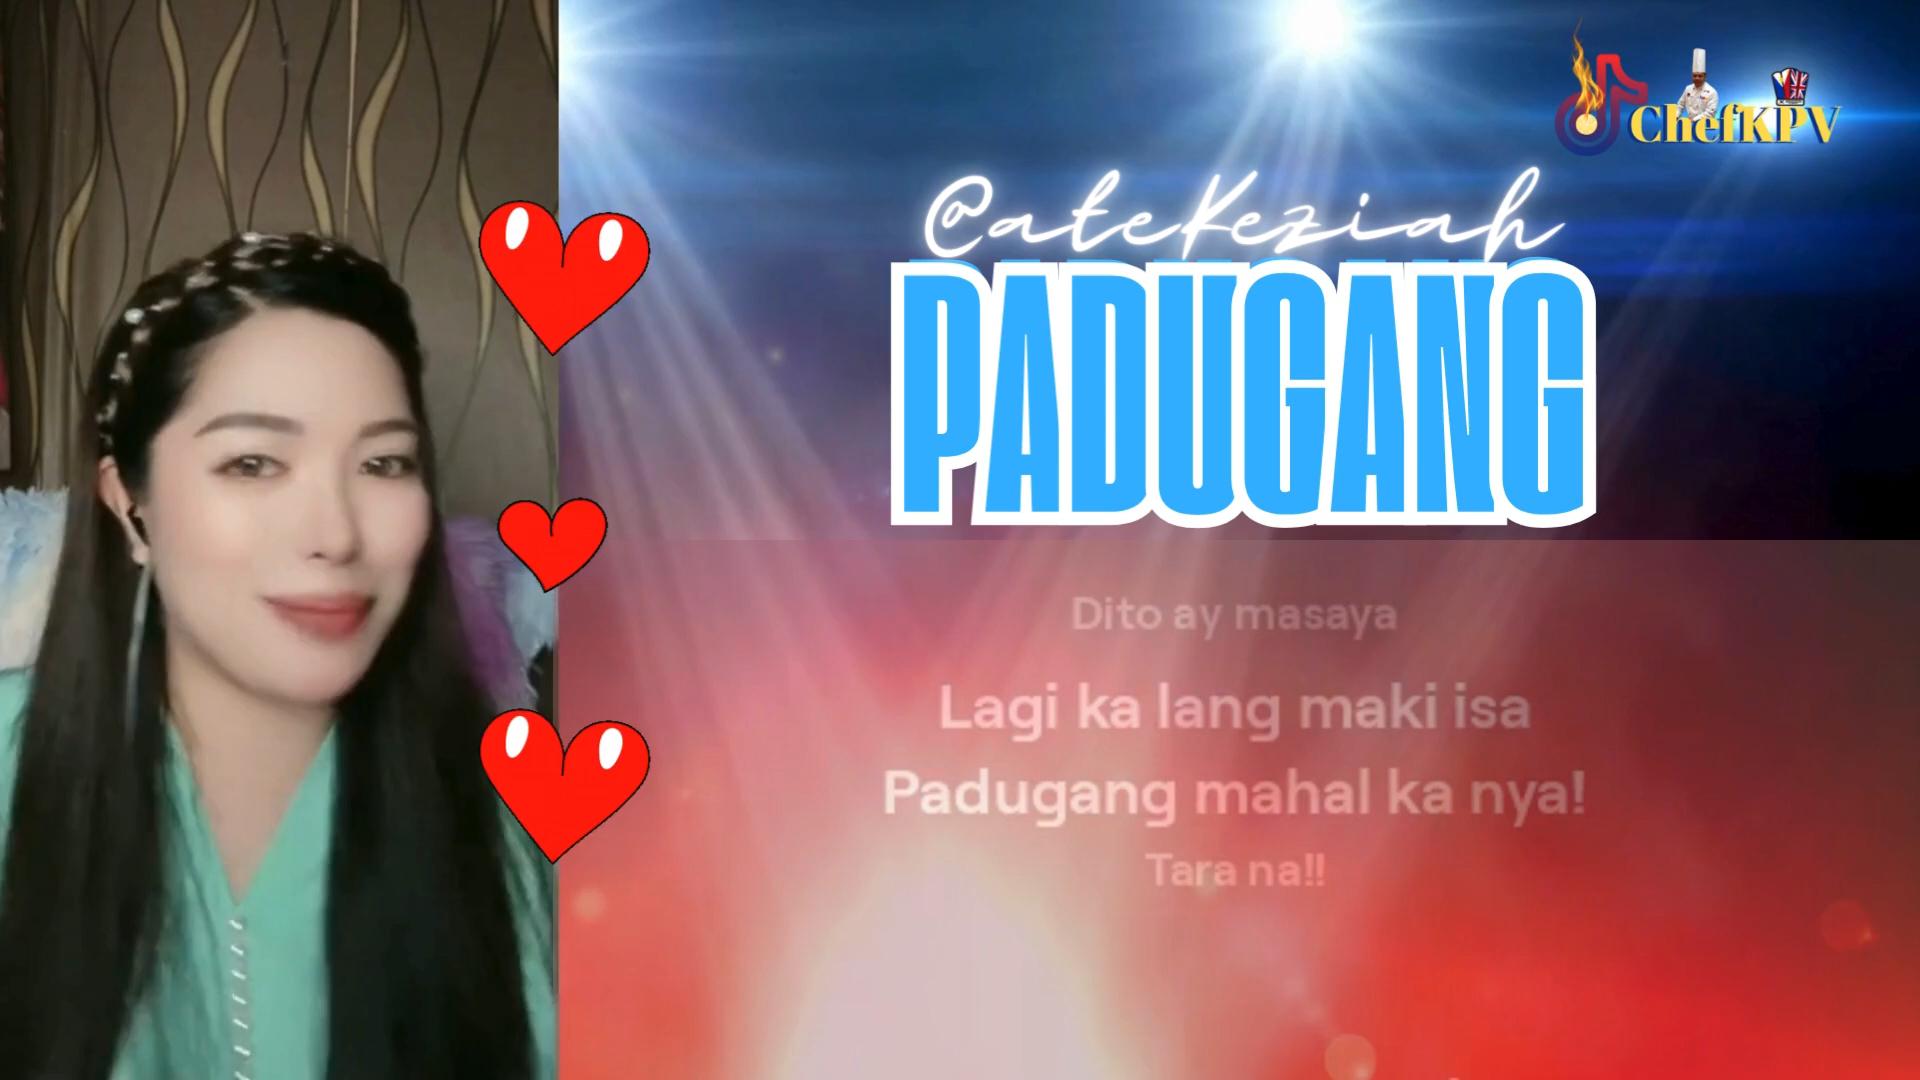 ChefKPV
@ateKeziah
PADUGANG
Dito ay masaya
Lagi ka lang maki isa
Padugang mahal ka nya!
Tara na!!